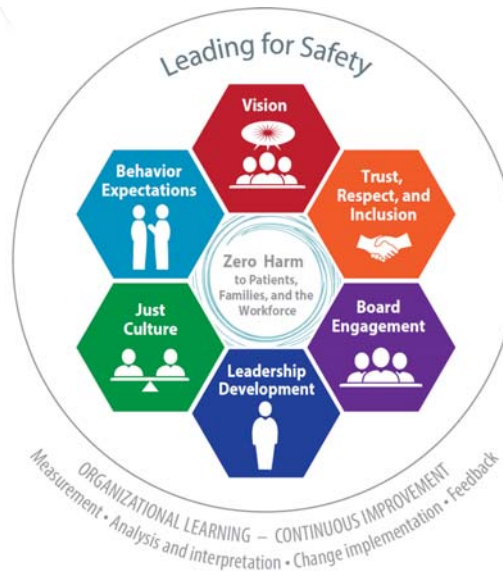 Leading for Safety
Vision
Behavior
Expectations
Trust,
Respect, and
Inclusion
Zero Harm
to Patients,
Families, and the
Workforce
Just
Culture
Board
Engagement
Leadership
Development
ORGANIZATIONAL LEARNING – CONTINUOUS IMPROVEMENT
Measurement • Analysis and interpretation • Change implementation • Feedback